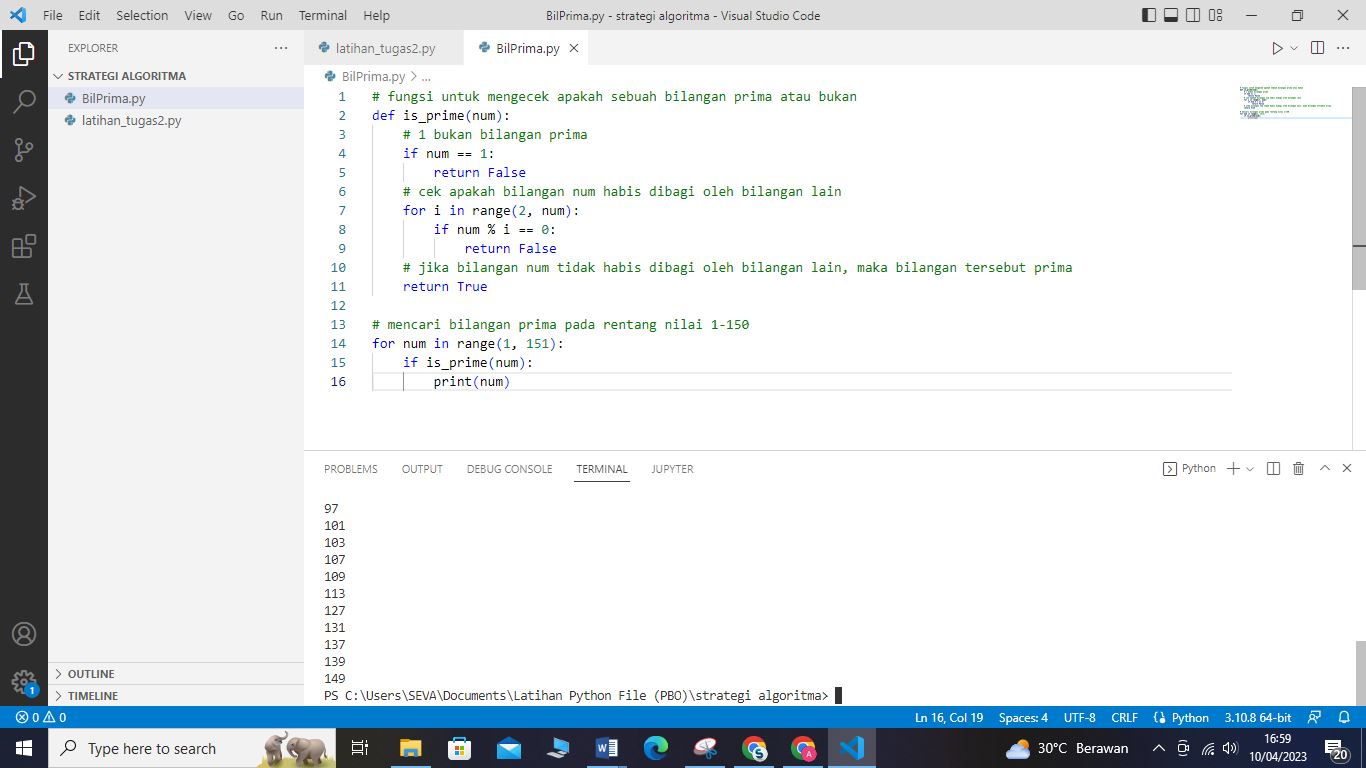 File Edit Selection View Go Run Terminal Help BilPrima.py - strategi algoritma - Visual Studio Code
EXPLORER
STRATEGI ALGORITMA
BilPrima.py
latihan_tugas2.py
latihan_tugas2.py BilPrima.py
BilPrima.py > ...
1 # fungsi untuk mengecek apakah sebuah bilangan prima atau bukan
2 def is_prime(num):
3 # 1 bukan bilangan prima
4 if num == 1:
5 return False
6 # cek apakah bilangan num habis dibagi oleh bilangan lain
7 for i in range(2, num):
8 if num % i == 0:
9 return False
10 # jika bilangan num tidak habis dibagi oleh bilangan lain, maka bilangan tersebut prima
11 return True
12
13 # mencari bilangan prima pada rentang nilai 1-150
14 for num in range(1, 151):
15 if is_prime(num):
16 print(num)
PROBLEMS OUTPUT DEBUG CONSOLE TERMINAL JUPYTER Python
97
101
103
107
109
113
127
131
137
139
149
PS C:\Users\SEVA\Documents\Latihan Python File (PBO)\strategi algoritma>
OUTLINE
TIMELINE
1
0 0 Ln 16, Col 19 Spaces: 4 UTF-8 CRLF Python 3.10.8 64-bit
Type here to search 30°C Berawan 16:59
10/04/2023
20